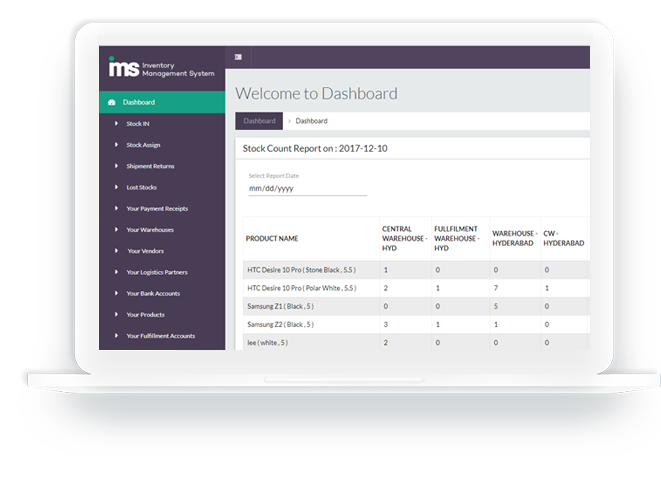 ims Inventory
Management System
Dashboard
Stock IN
Stock Assign
Shipment Returns
Lost Stocks
Your Payment Receipts
Your Warehouses
Your Vendors
Your Logistics Partners
Your Bank Accounts
Your Products
Your Fulfillment Accounts
Welcome to Dashboard
Dashboard > Dashboard
Stock Count Report on : 2017-12-10
Select Report Date
mm/dd/yyyy
PRODUCT NAME CENTRAL WAREHOUSE - HYD FULLFILMENT WAREHOUSE - HYD WAREHOUSE - HYDERABAD CW - HYDERABAD
HTC Desire 10 Pro ( Stone Black , 5.5 ) 1 0 0 0
HTC Desire 10 Pro ( Polar White , 5.5 ) 2 1 7 1
Samsung Z1 ( Black , 5 ) 0 0 5 0
Samsung Z2 ( Black , 5 ) 3 1 1 0
lee ( white , 5 ) 2 0 0 0